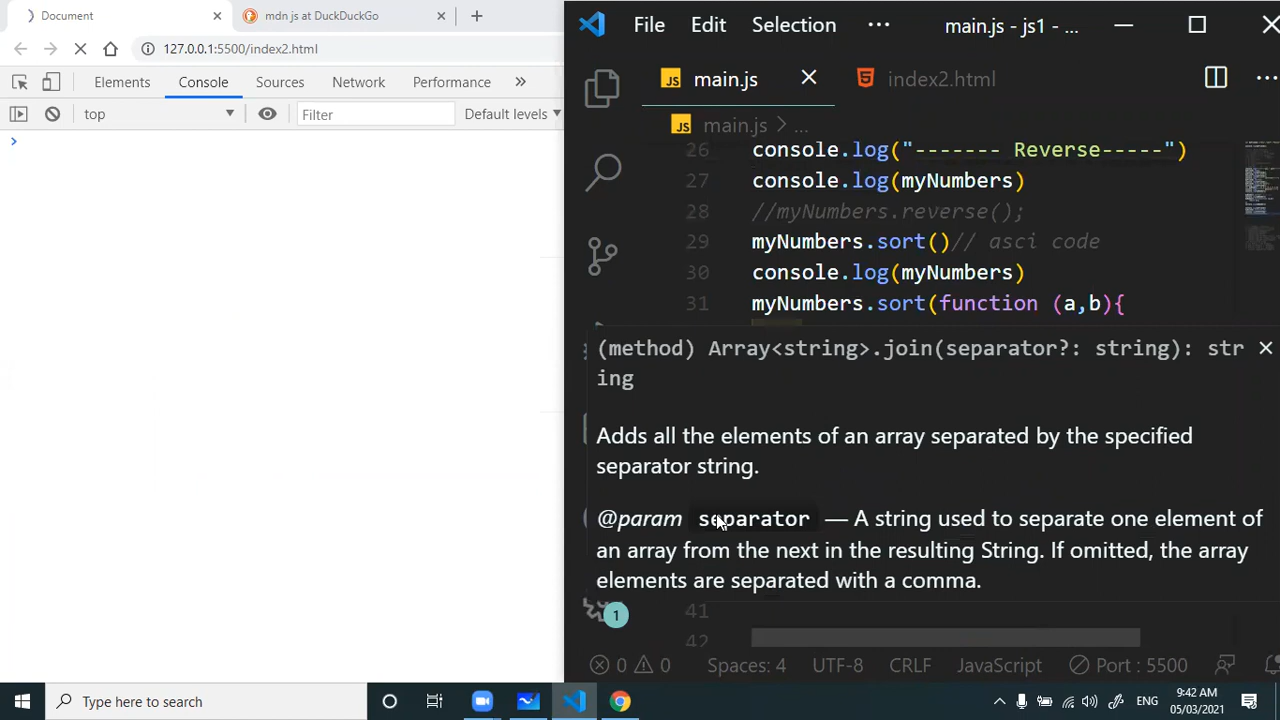 Document
mdn js at DuckDuckGo
127.0.0.1:5500/index2.html
Elements Console Sources Network Performance »
top Filter Default levels
File Edit Selection ··· main.js - js1 - ...
main.js index2.html
main.js > ...
26 console.log("------- Reverse-----")
27 console.log(myNumbers)
28 //myNumbers.reverse();
29 myNumbers.sort()// asci code
30 console.log(myNumbers)
31 myNumbers.sort(function (a,b){
(method) Array<string>.join(separator?: string): str
ing
Adds all the elements of an array separated by the specified
separator string.
@param separator — A string used to separate one element of
an array from the next in the resulting String. If omitted, the array
elements are separated with a comma.
41
42
1
0 0 Spaces: 4 UTF-8 CRLF JavaScript Port : 5500
Type here to search
ENG
9:42 AM
05/03/2021